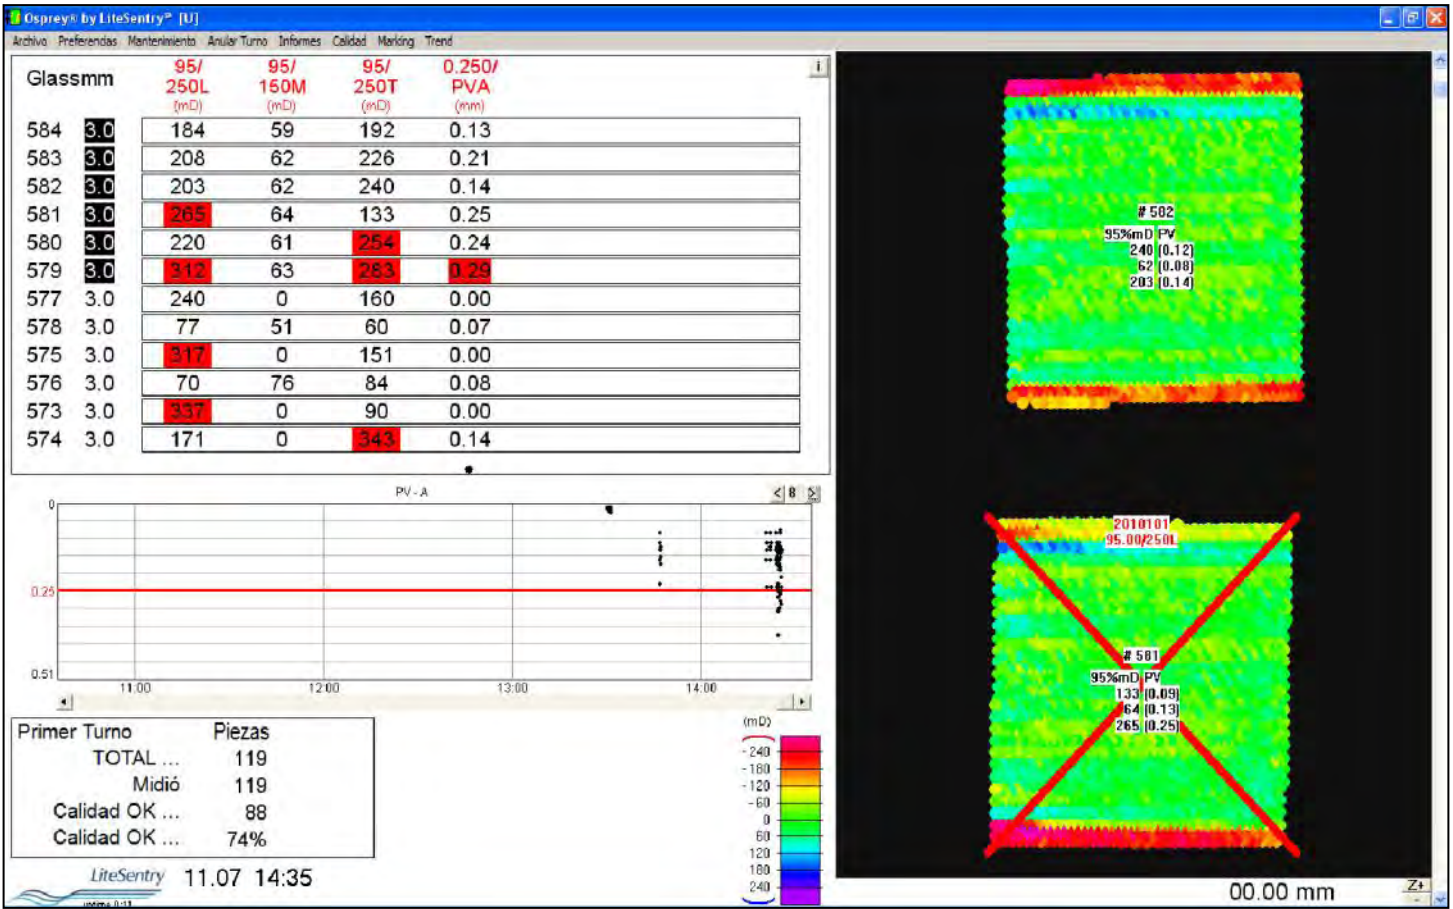 Osprey® by LiteSentry® [U]
Archivo Preferencias Mantenimiento Anular Turno Informes Calidad Marking Trend
Glassmm 95/250L (mD) 95/150M (mD) 95/250T (mD) 0.250/PVA (mm) i
584 3.0 184 59 192 0.13
583 3.0 208 62 226 0.21
582 3.0 203 62 240 0.14
581 3.0 265 64 133 0.25
580 3.0 220 61 254 0.24
579 3.0 312 63 283 0.29
577 3.0 240 0 160 0.00
578 3.0 77 51 60 0.07
575 3.0 317 0 151 0.00
576 3.0 70 76 84 0.08
573 3.0 337 0 90 0.00
574 3.0 171 0 343 0.14
PV - A
< 8 >
0
0.25
0.51
11:00 12:00 13:00 14:00
Primer Turno Piezas
TOTAL ... 119
Midió 119
Calidad OK ... 88
Calidad OK ... 74%
LiteSentry 11.07 14:35
uptime 0:11
(mD)
- 240
- 180
- 120
- 60
0
60
120
180
240
# 582
95%mD PV
240 (0.12)
62 (0.08)
203 (0.14)
2010101
95.00/250L
# 581
95%mD PV
133 (0.09)
64 (0.13)
265 (0.25)
00.00 mm
Z+
-